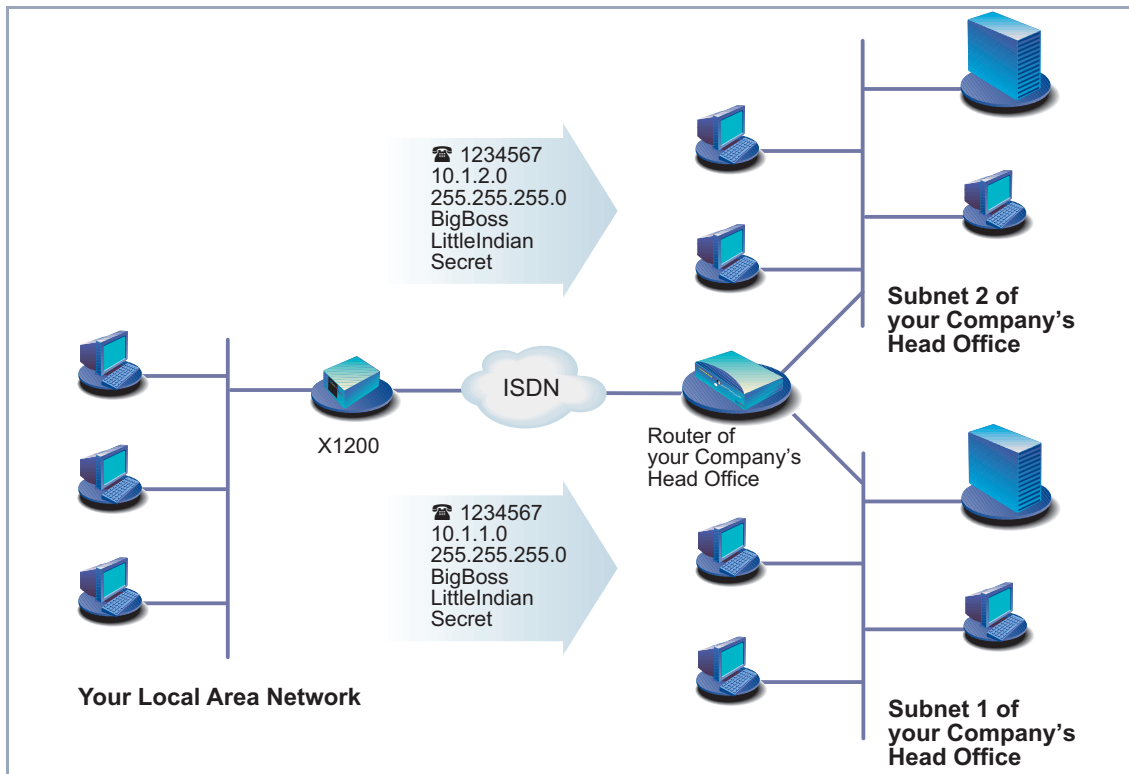 ☎ 1234567
10.1.2.0
255.255.255.0
BigBoss
LittleIndian
Secret
Subnet 2 of
your Company’s
Head Office
ISDN
X1200
Router of
your Company’s
Head Office
☎ 1234567
10.1.1.0
255.255.255.0
BigBoss
LittleIndian
Secret
Your Local Area Network
Subnet 1 of
your Company’s
Head Office